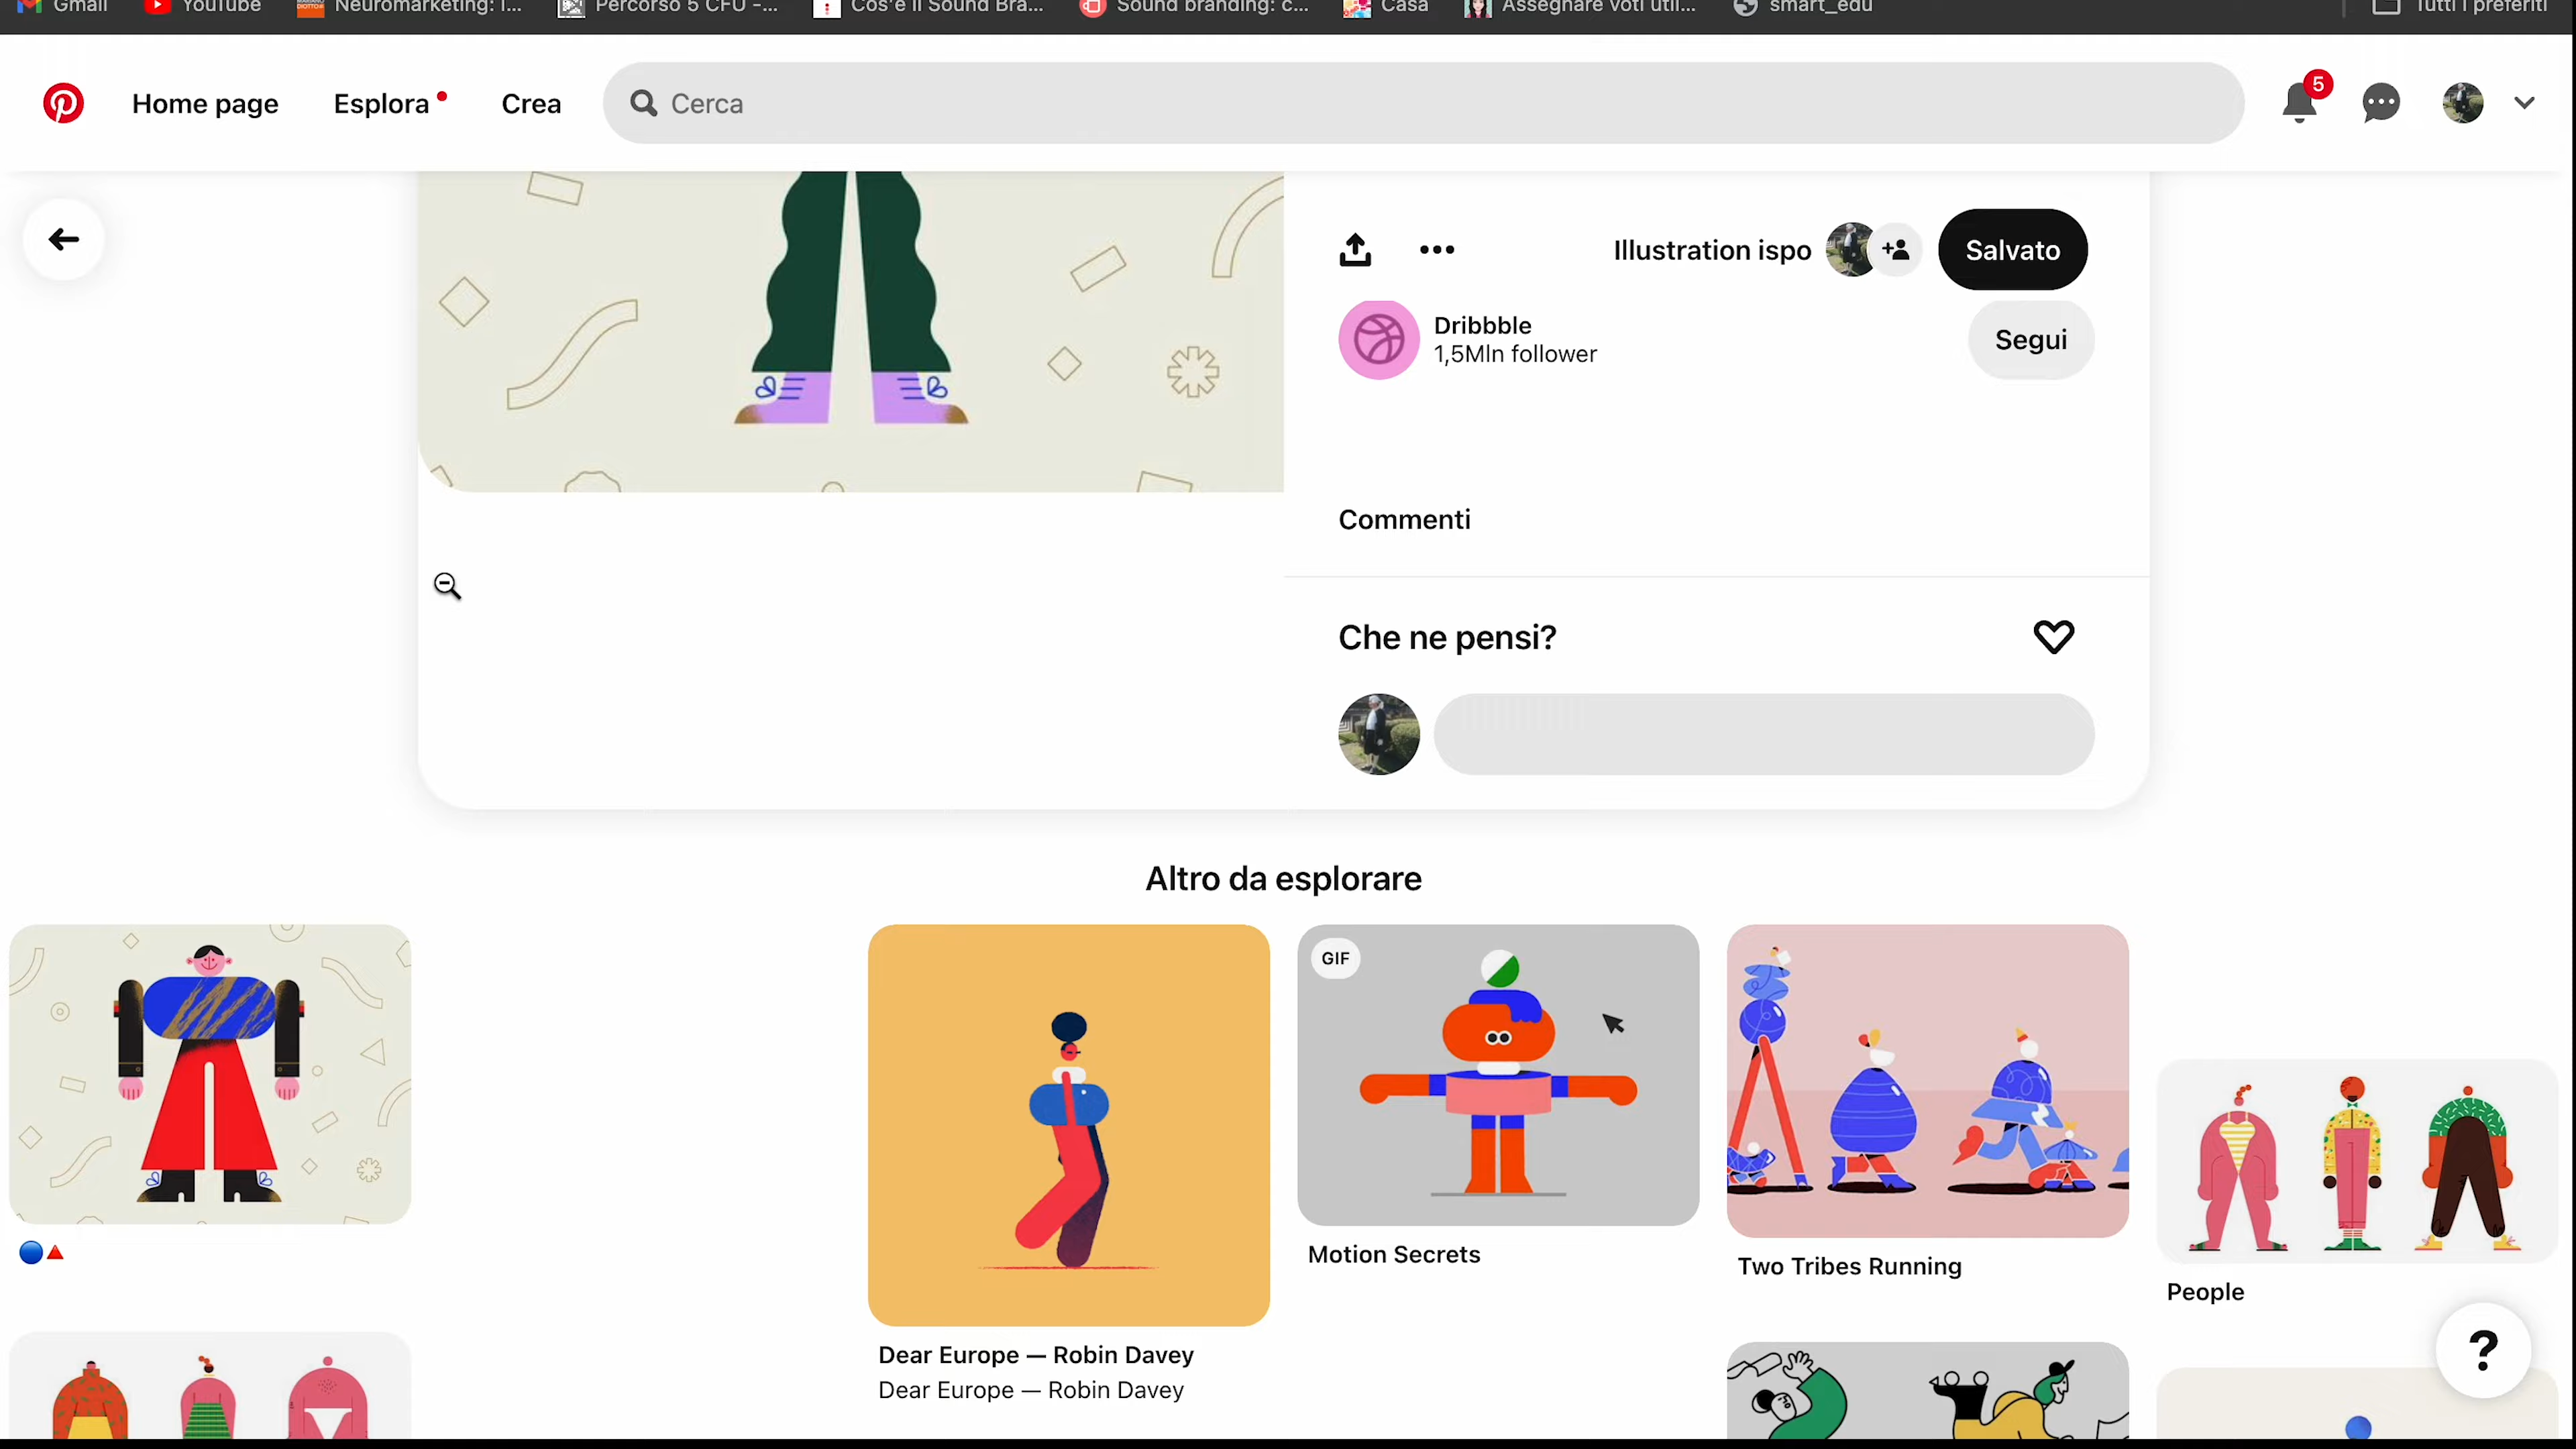 Gmail YouTube Neuromarketing: i... Percorso 5 CFU -... Cos'è il Sound Bra... Sound branding: c... Casa Assegnare voti util... smart_edu Tutti i preferiti
Home page Esplora Crea Cerca 5
Illustration ispo Salvato
Dribbble
1,5Mln follower
Segui
Commenti
Che ne pensi?
Altro da esplorare
GIF
Motion Secrets
Two Tribes Running
People
Dear Europe — Robin Davey
Dear Europe — Robin Davey
?